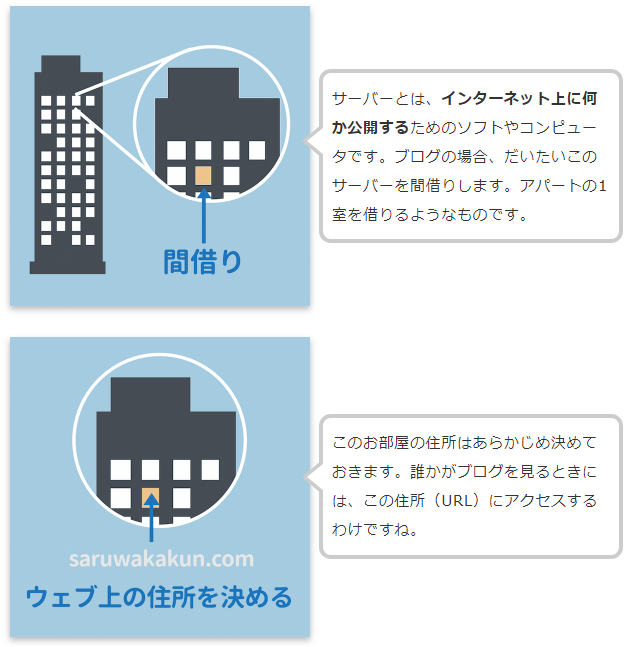 間借り
サーバーとは、インターネット上に何
か公開するためのソフトやコンピュー
タです。ブログの場合、だいたいこの
サーバーを間借りします。アパートの1
室を借りるようなものです。
saruwakakun.com
ウェブ上の住所を決める
このお部屋の住所はあらかじめ決めて
おきます。誰かがブログを見るときに
は、この住所（URL）にアクセスする
わけですね。